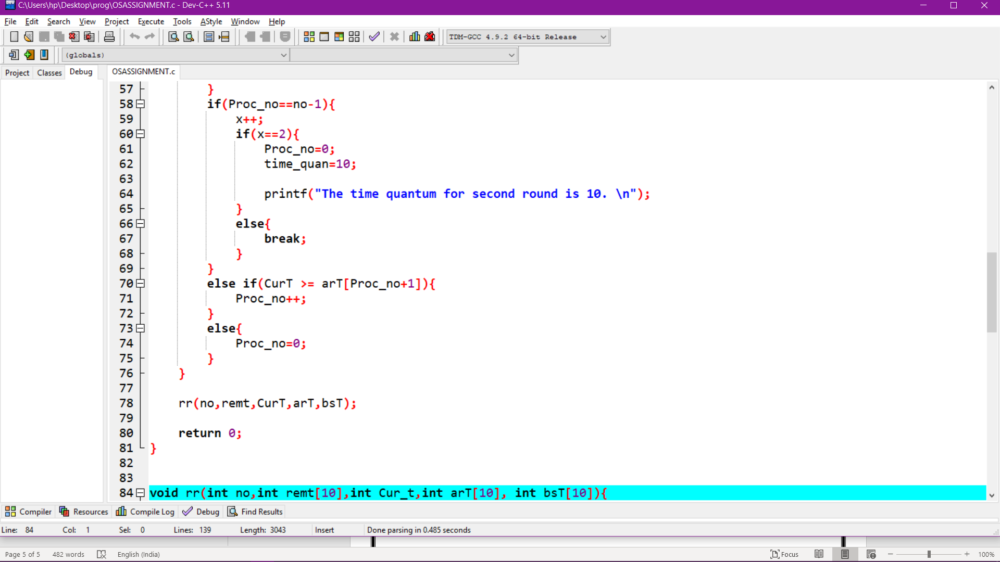 C:\Users\hp\Desktop\prog\OSASSIGNMENT.c - Dev-C++ 5.11
File Edit Search View Project Execute Tools AStyle Window Help
TDM-GCC 4.9.2 64-bit Release
(globals)
Project Classes Debug OSASSIGNMENT.c
57 }
58 if(Proc_no==no-1){
59 x++;
60 if(x==2){
61 Proc_no=0;
62 time_quan=10;
63
64 printf("The time quantum for second round is 10. \n");
65 }
66 else{
67 break;
68 }
69 }
70 else if(CurT >= arT[Proc_no+1]){
71 Proc_no++;
72 }
73 else{
74 Proc_no=0;
75 }
76 }
77
78 rr(no,remt,CurT,arT,bsT);
79
80 return 0;
81 }
82
83
84 void rr(int no,int remt[10],int Cur_t,int arT[10], int bsT[10]){
Compiler Resources Compile Log Debug Find Results
Line: 84 Col: 1 Sel: 0 Lines: 139 Length: 3043 Insert Done parsing in 0.485 seconds
Page 5 of 5 482 words English (India) Focus 100%